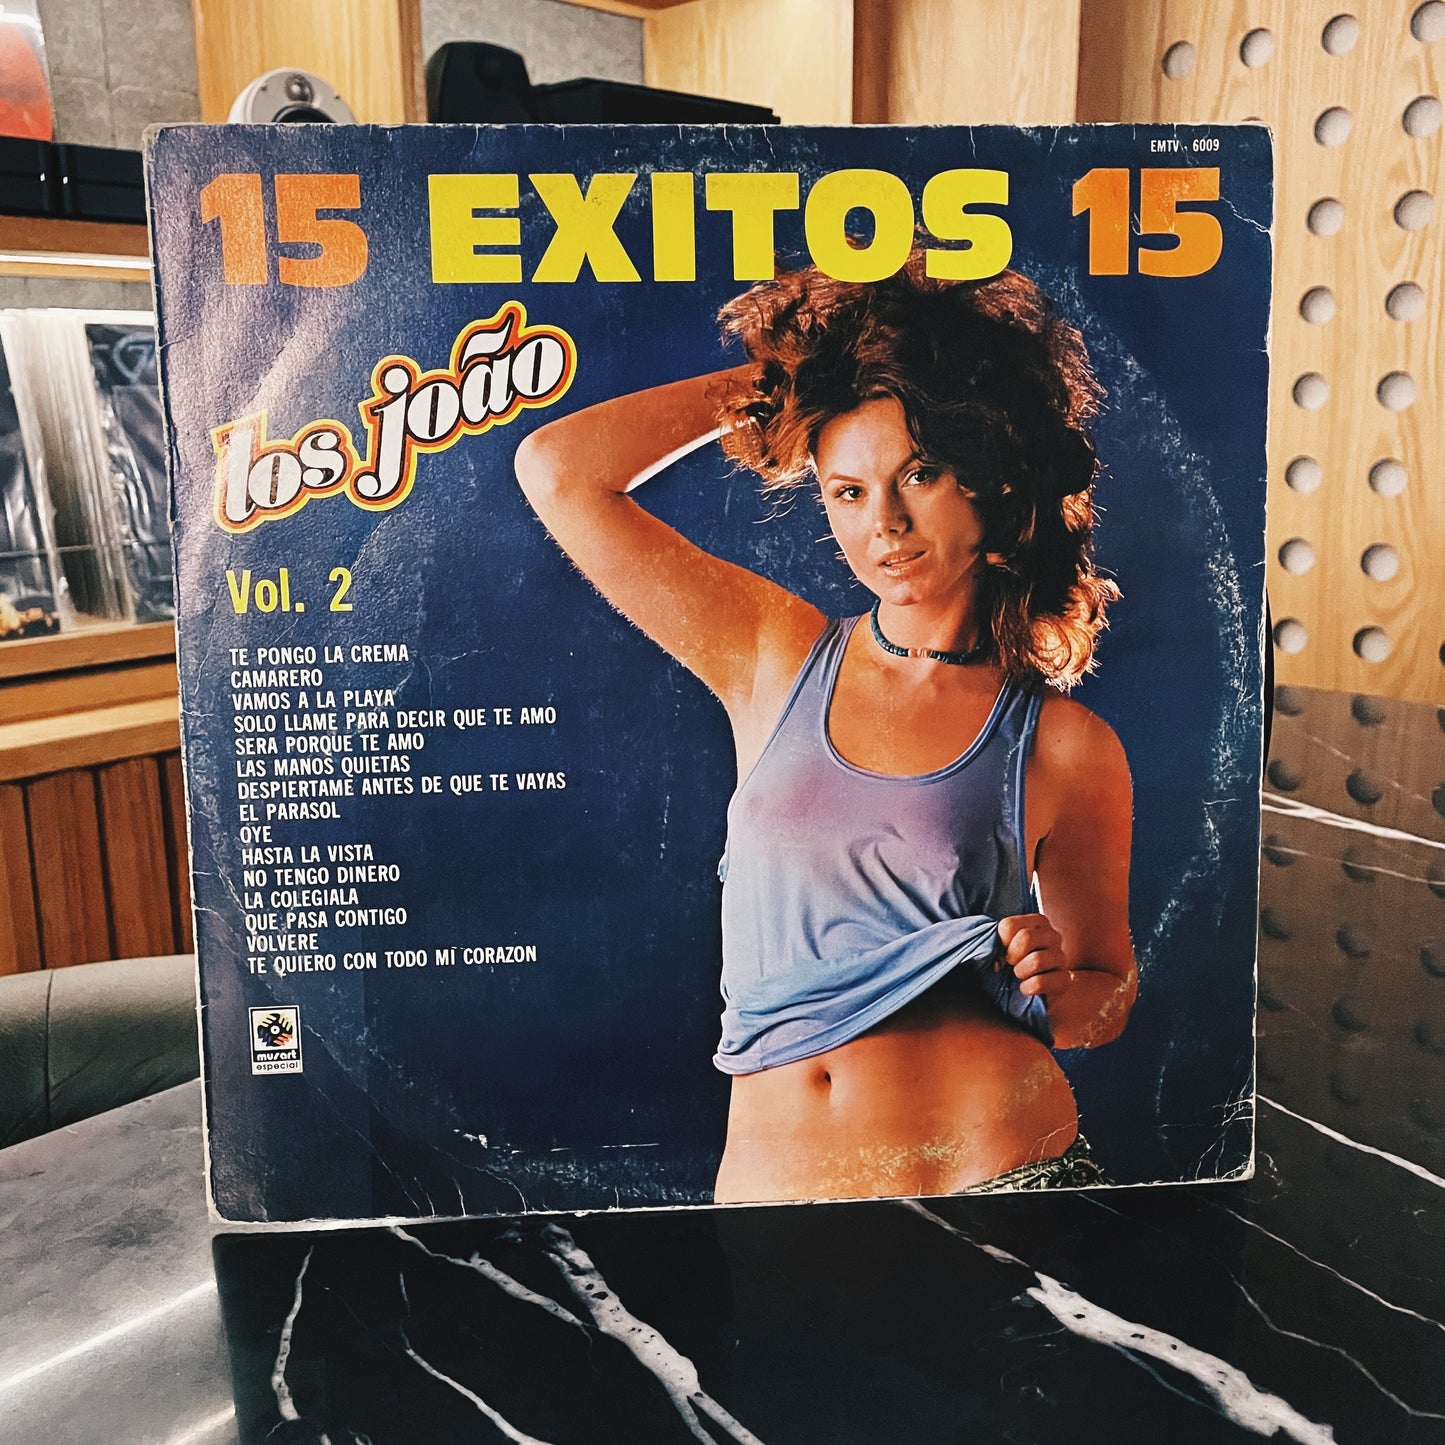 EMTV - 6009
15 EXITOS 15
los joão
Vol. 2
TE PONGO LA CREMA
CAMARERO
VAMOS A LA PLAYA
SOLO LLAME PARA DECIR QUE TE AMO
SERA PORQUE TE AMO
LAS MANOS QUIETAS
DESPIERTAME ANTES DE QUE TE VAYAS
EL PARASOL
OYE
HASTA LA VISTA
NO TENGO DINERO
LA COLEGIALA
QUE PASA CONTIGO
VOLVERE
TE QUIERO CON TODO MI CORAZON
musart
especial